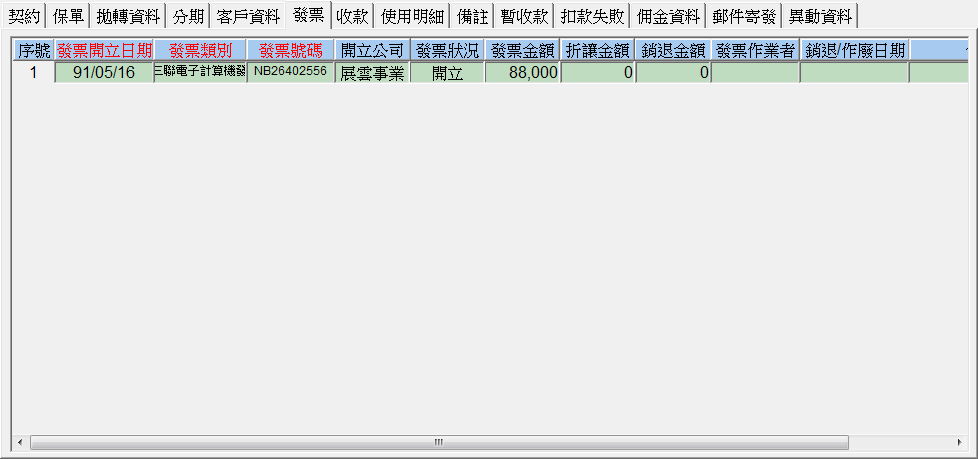 契約 保單 拋轉資料 分期 客戶資料 發票 收款 使用明細 備註 暫收款 扣款失敗 佣金資料 郵件寄發 異動資料
序號 發票開立日期 發票類別 發票號碼 開立公司 發票狀況 發票金額 折讓金額 銷退金額 發票作業者 銷退/作廢日期
1 91/05/16 三聯電子計算機發 NB26402556 展雲事業 開立 88,000 0 0